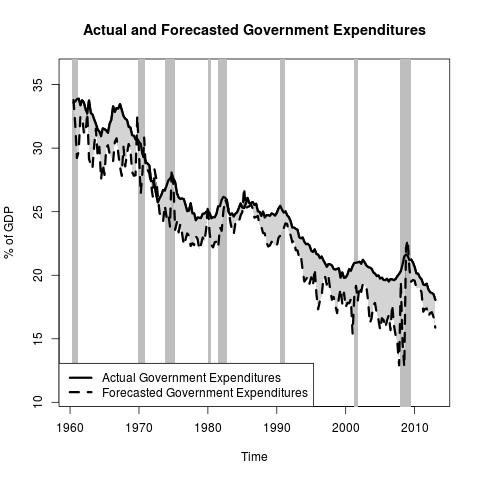 Actual and Forecasted Government Expenditures
% of GDP
35
30
25
20
15
10
Actual Government Expenditures
Forecasted Government Expenditures
1960 1970 1980 1990 2000 2010
Time